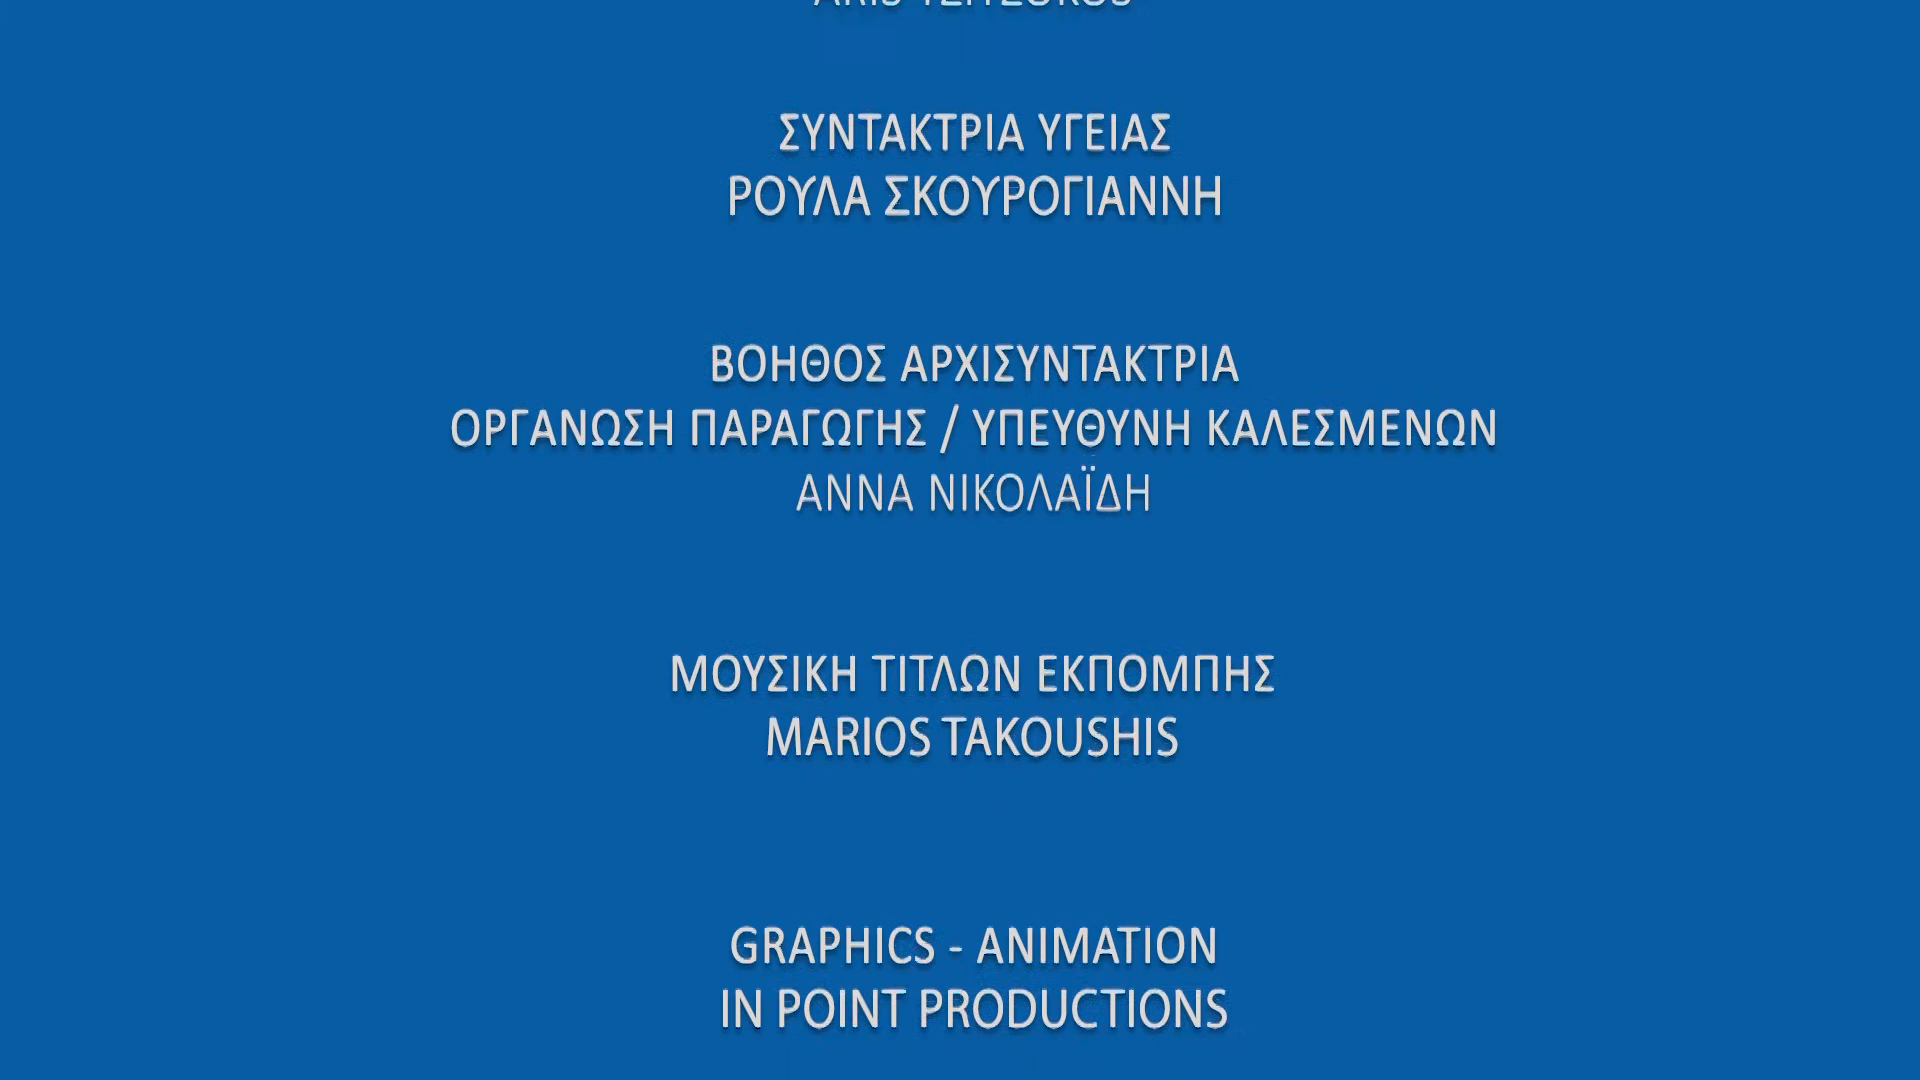 ΣΥΝΤΑΚΤΡΙΑ ΥΓΕΙΑΣ
ΡΟΥΛΑ ΣΚΟΥΡΟΓΙΑΝΝΗ
ΒΟΗΘΟΣ ΑΡΧΙΣΥΝΤΑΚΤΡΙΑ
ΟΡΓΑΝΩΣΗ ΠΑΡΑΓΩΓΗΣ / ΥΠΕΥΘΥΝΗ ΚΑΛΕΣΜΕΝΩΝ
ΑΝΝΑ ΝΙΚΟΛΑΪΔΗ
ΜΟΥΣΙΚΗ ΤΙΤΛΩΝ ΕΚΠΟΜΠΗΣ
MARIOS TAKOUSHIS
GRAPHICS - ANIMATION
IN POINT PRODUCTIONS